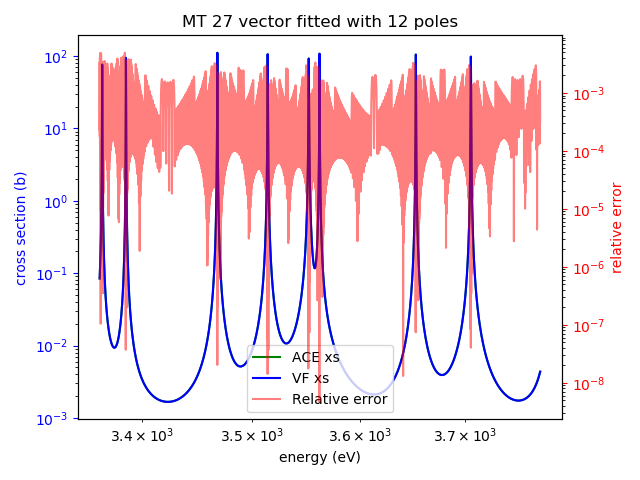 MT 27 vector fitted with 12 poles
cross section (b)
10²
10¹
10⁰
10⁻¹
10⁻²
10⁻³
10⁻³
10⁻⁴
10⁻⁵
10⁻⁶
10⁻⁷
10⁻⁸
relative error
ACE xs
VF xs
Relative error
3.4 × 10³ 3.5 × 10³ 3.6 × 10³ 3.7 × 10³
energy (eV)